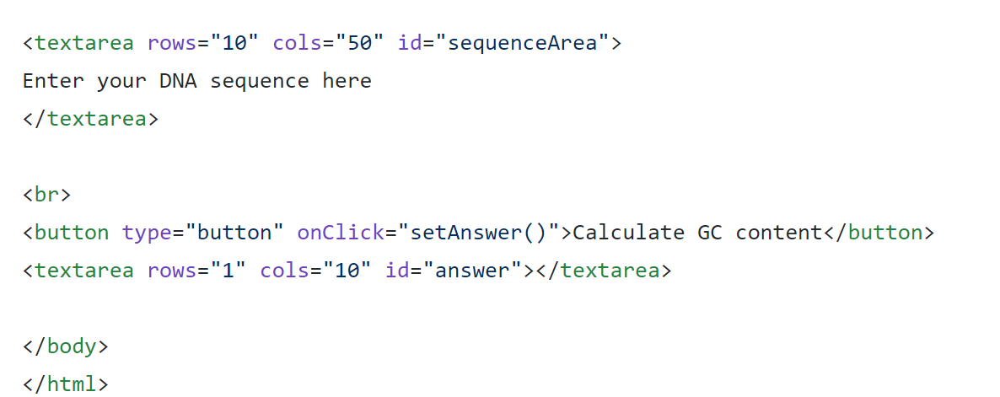 <textarea rows="10" cols="50" id="sequenceArea">
Enter your DNA sequence here
</textarea>
<br>
<button type="button" onClick="setAnswer()">Calculate GC content</button>
<textarea rows="1" cols="10" id="answer"></textarea>
</body>
</html>